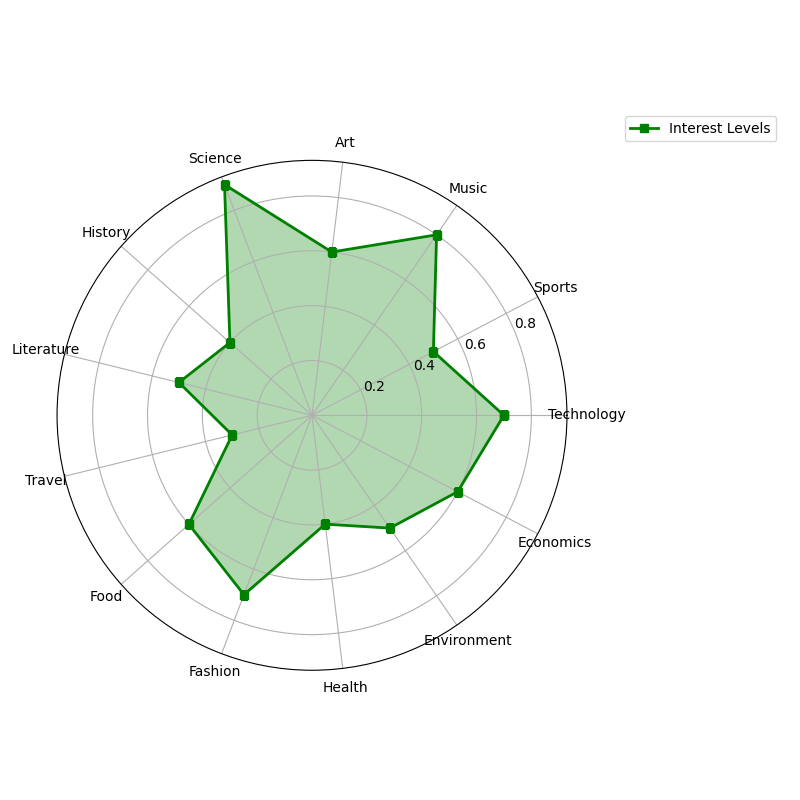 Interest Levels
Art
Science
Music
History
Sports
0.8
0.6
Literature
0.4
0.2
Technology
Travel
Economics
Food
Environment
Fashion
Health